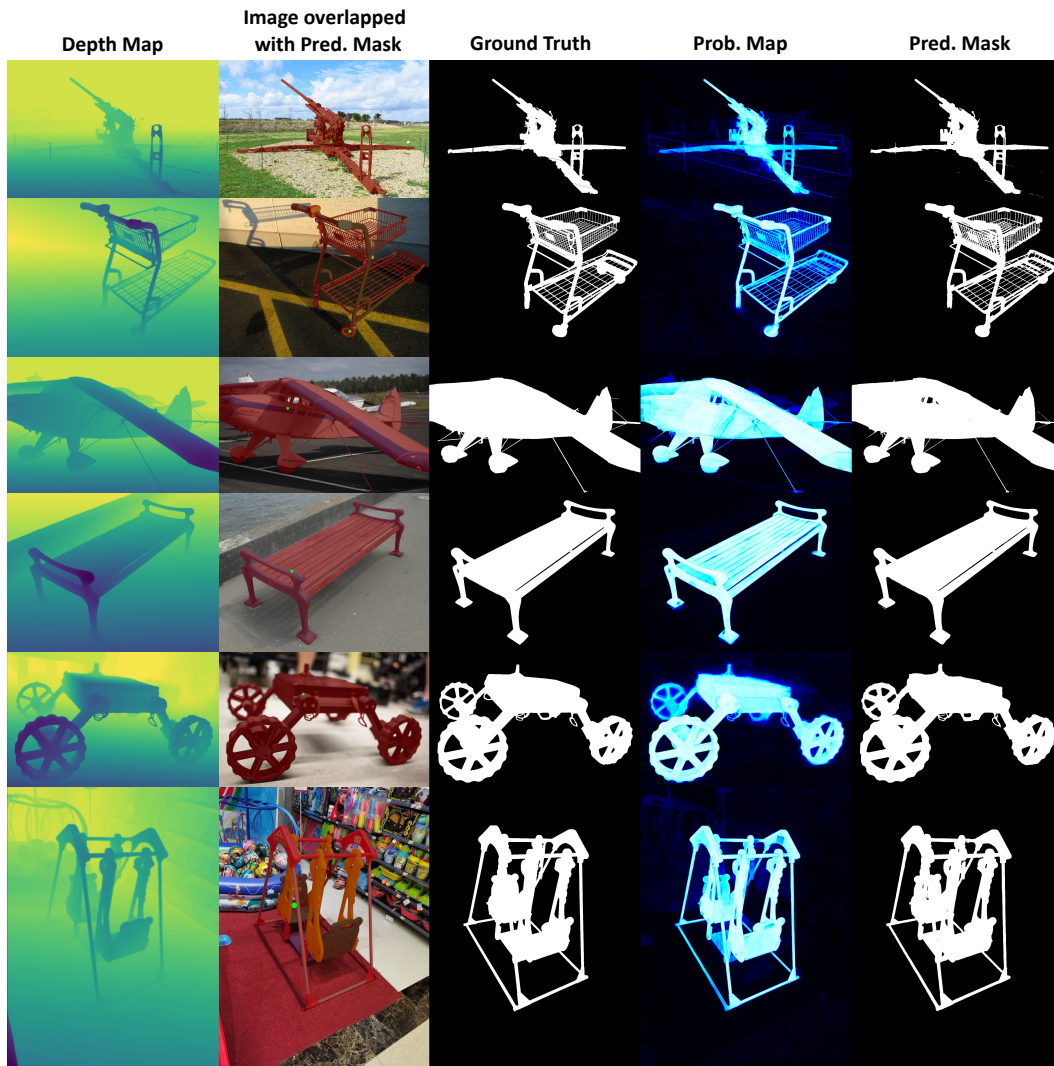 Depth Map
Image overlapped
with Pred. Mask
Ground Truth
Prob. Map
Pred. Mask